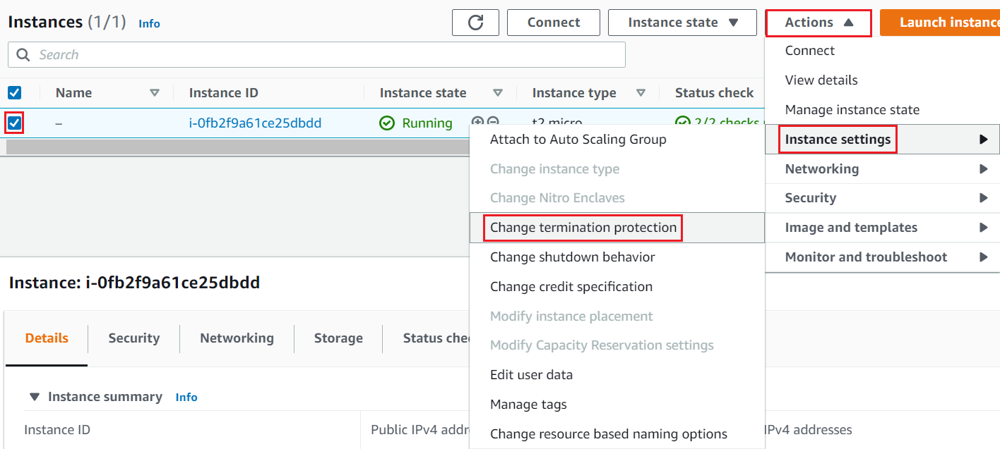 Instances (1/1) Info
Connect
Instance state
Actions
Launch instance
Search
Name
Instance ID
Instance state
Instance type
Status check
–
i-0fb2f9a61ce25dbdd
Running
t2.micro
2/2 checks
Connect
View details
Manage instance state
Instance settings
Networking
Security
Image and templates
Monitor and troubleshoot
Attach to Auto Scaling Group
Change instance type
Change Nitro Enclaves
Change termination protection
Change shutdown behavior
Change credit specification
Modify instance placement
Modify Capacity Reservation settings
Edit user data
Manage tags
Change resource based naming options
Instance: i-0fb2f9a61ce25dbdd
Details
Security
Networking
Storage
Status che
Instance summary Info
Instance ID
Public IPv4 addr
IPv4 addresses